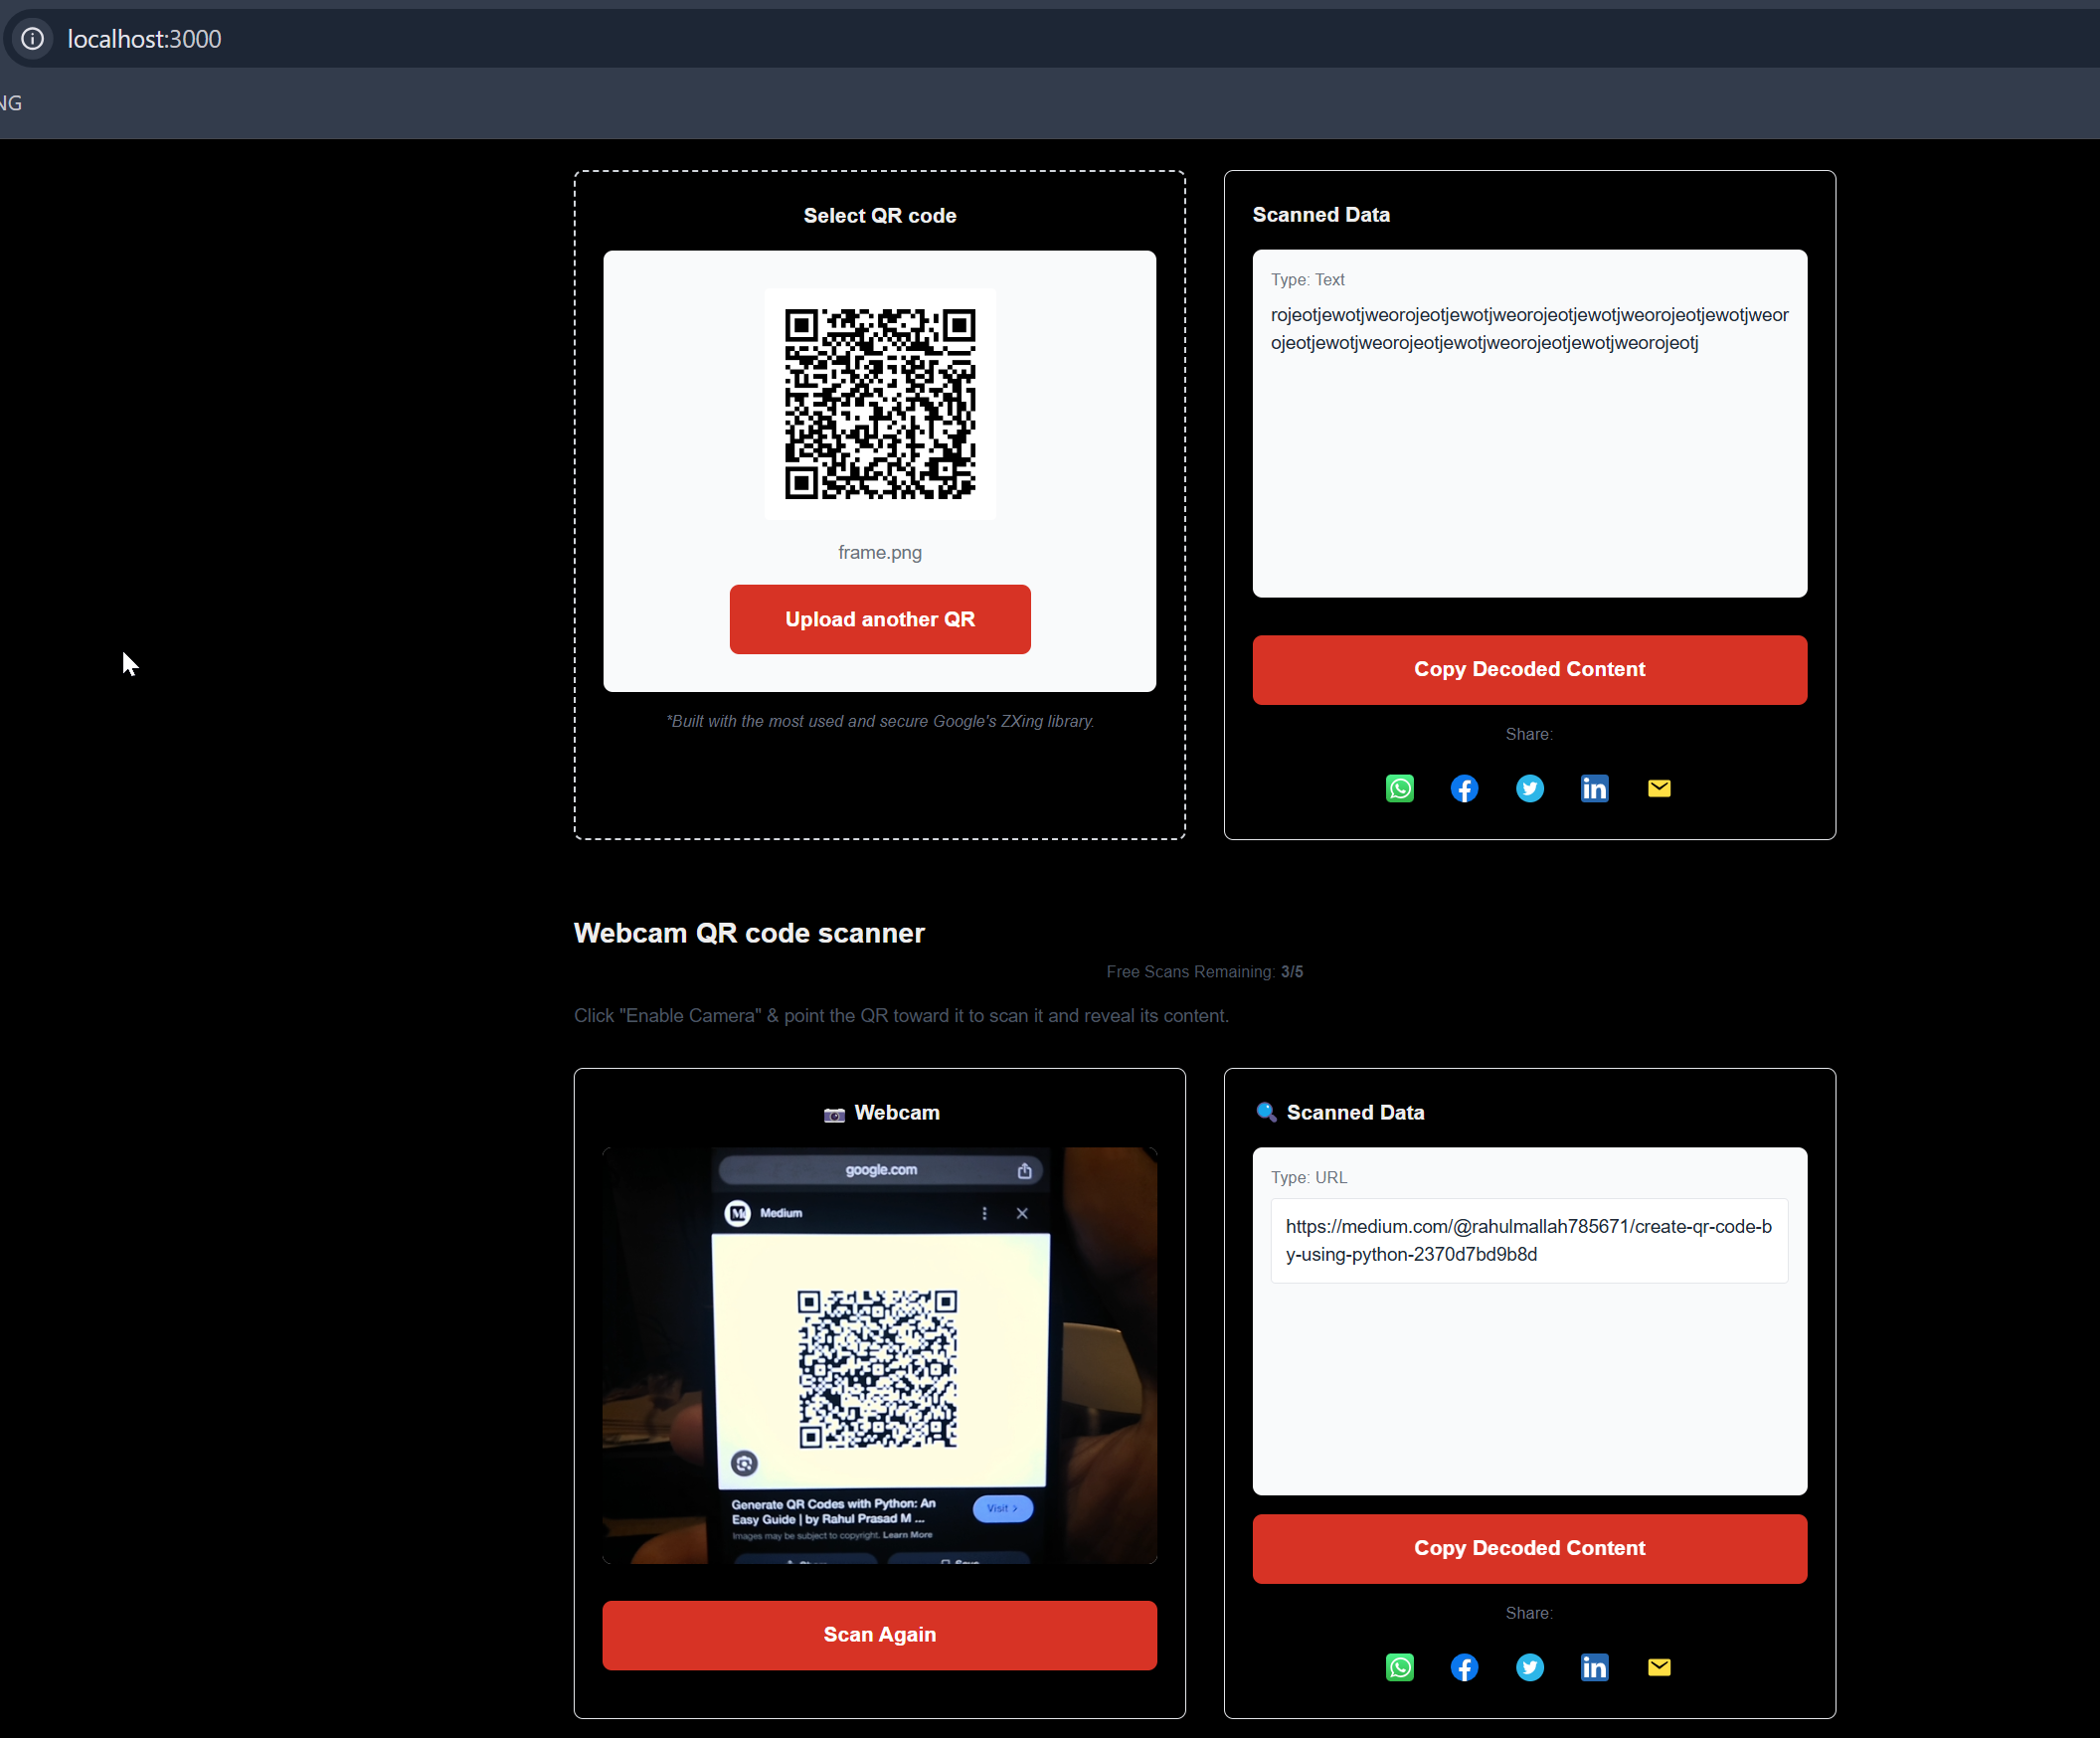 localhost:3000
NG
Select QR code
frame.png
Upload another QR
*Built with the most used and secure Google's ZXing library.
Scanned Data
Type: Text
rojeotjewotjweorojeotjewotjweorojeotjewotjweorojeotjewotjweor
ojeotjewotjweorojeotjewotjweorojeotjewotjweorojeotj
Copy Decoded Content
Share:
in
Webcam QR code scanner
Free Scans Remaining: 3/5
Click "Enable Camera" & point the QR toward it to scan it and reveal its content.
Webcam
google.com
Medium
Generate QR Codes with Python: An
Easy Guide | by Rahul Prasad M ...
Visit >
Images may be subject to copyright. Learn More
Scan Again
Scanned Data
Type: URL
https://medium.com/@rahulmallah785671/create-qr-code-b
y-using-python-2370d7bd9b8d
Copy Decoded Content
Share:
in